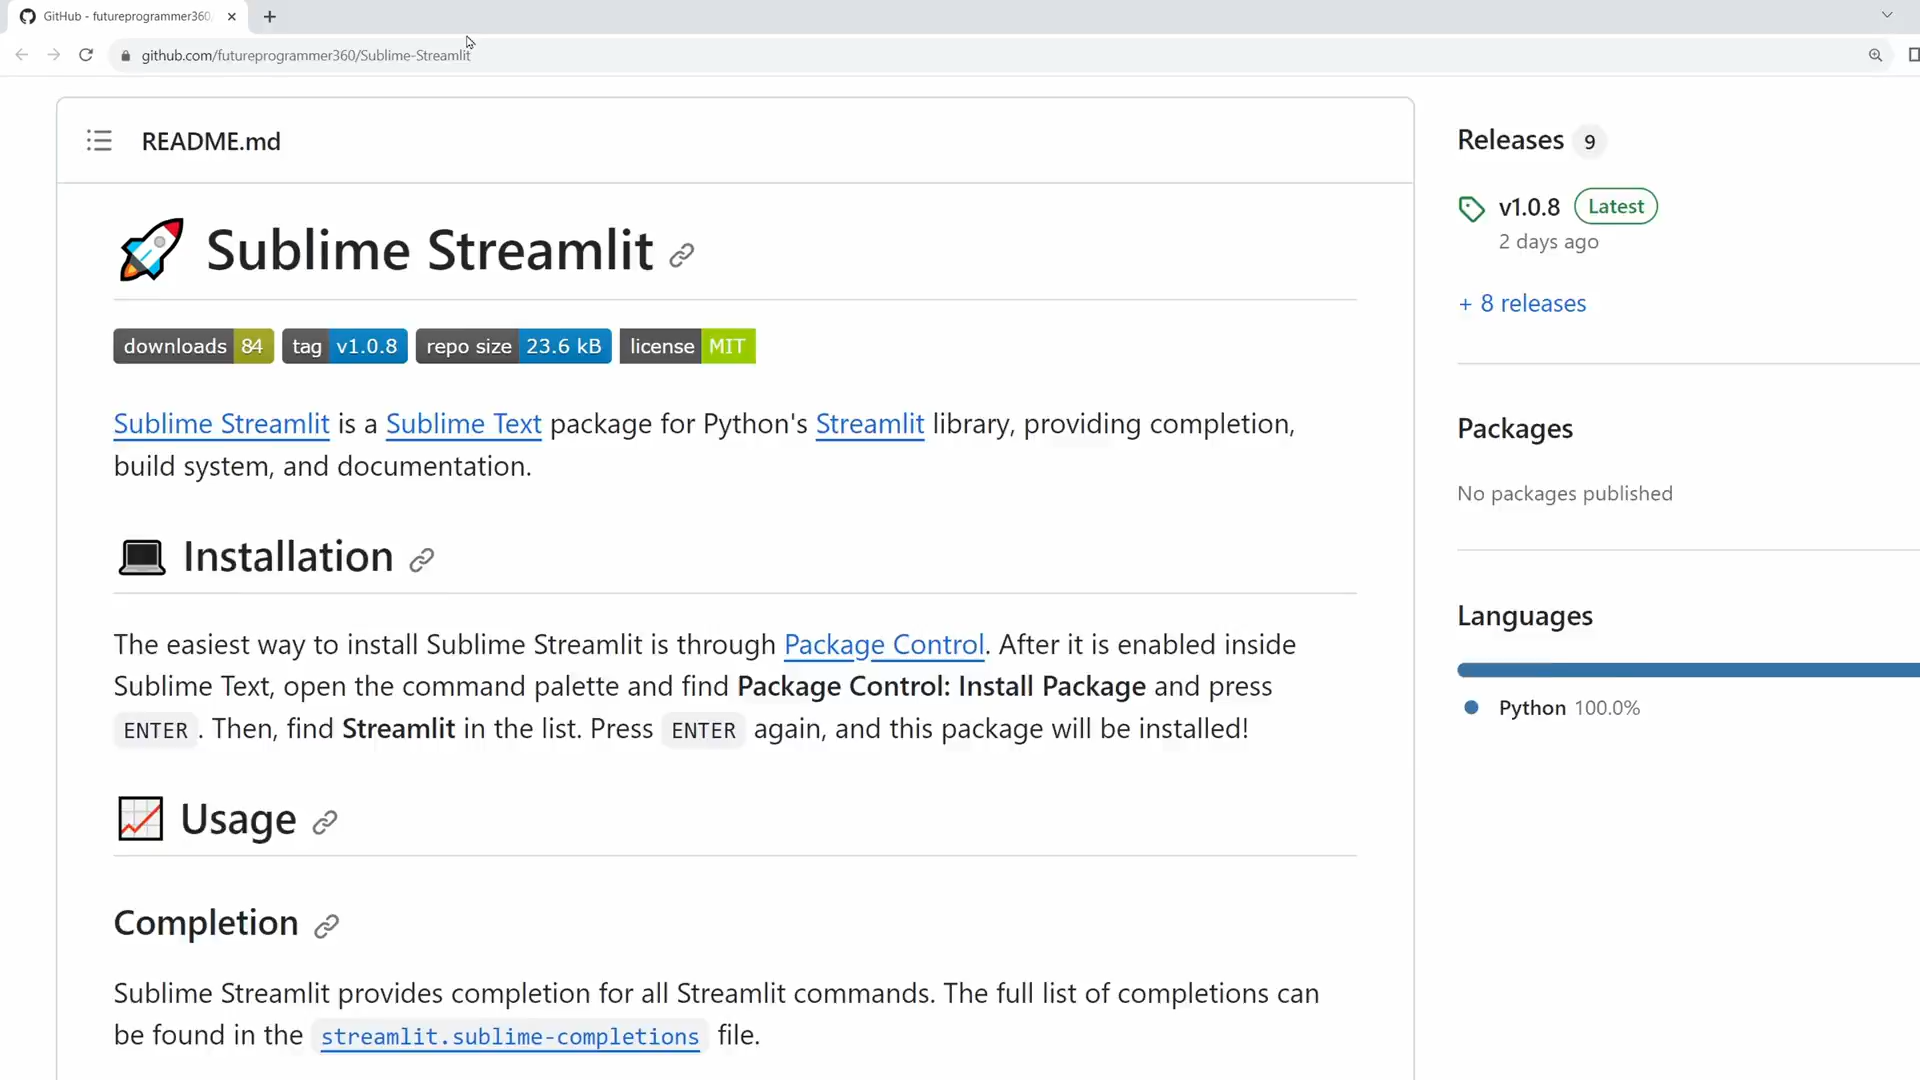 GitHub - futureprogrammer360/
github.com/futureprogrammer360/Sublime-Streamlit
README.md
Sublime Streamlit
downloads 84 tag v1.0.8 repo size 23.6 kB license MIT
Sublime Streamlit is a Sublime Text package for Python's Streamlit library, providing completion,
build system, and documentation.
Installation
The easiest way to install Sublime Streamlit is through Package Control. After it is enabled inside
Sublime Text, open the command palette and find Package Control: Install Package and press
ENTER . Then, find Streamlit in the list. Press ENTER again, and this package will be installed!
Usage
Completion
Sublime Streamlit provides completion for all Streamlit commands. The full list of completions can
be found in the streamlit.sublime-completions file.
Releases 9
v1.0.8 Latest
2 days ago
+ 8 releases
Packages
No packages published
Languages
Python 100.0%